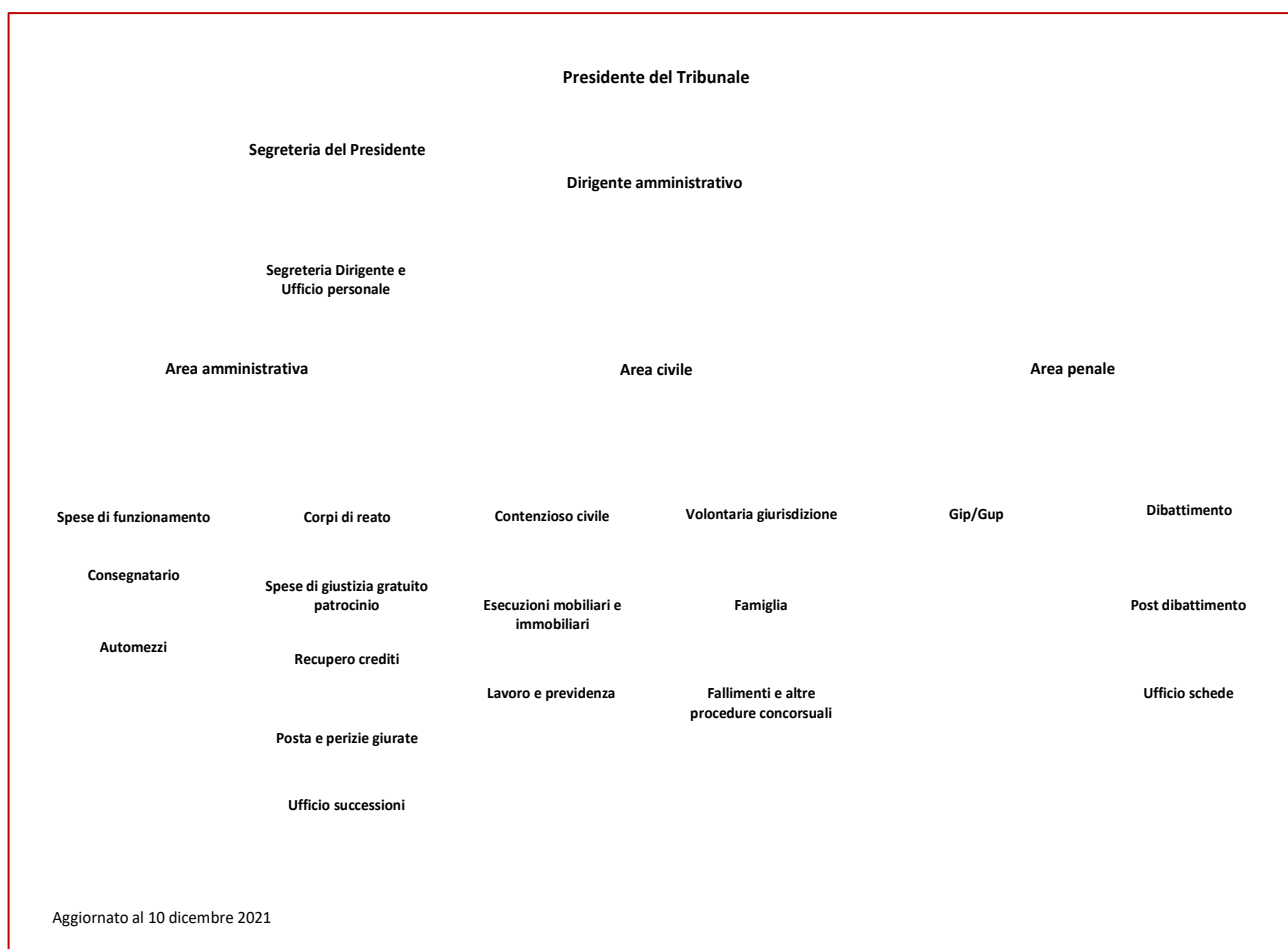 Presidente del Tribunale
Segreteria del Presidente
Dirigente amministrativo
Segreteria Dirigente e
Ufficio personale
Area amministrativa
Area civile
Area penale
Spese di funzionamento
Consegnatario
Automezzi
Corpi di reato
Spese di giustizia gratuito
patrocinio
Recupero crediti
Posta e perizie giurate
Ufficio successioni
Contenzioso civile
Esecuzioni mobiliari e
immobiliari
Lavoro e previdenza
Volontaria giurisdizione
Famiglia
Fallimenti e altre
procedure concorsuali
Gip/Gup
Dibattimento
Post dibattimento
Ufficio schede
Aggiornato al 10 dicembre 2021